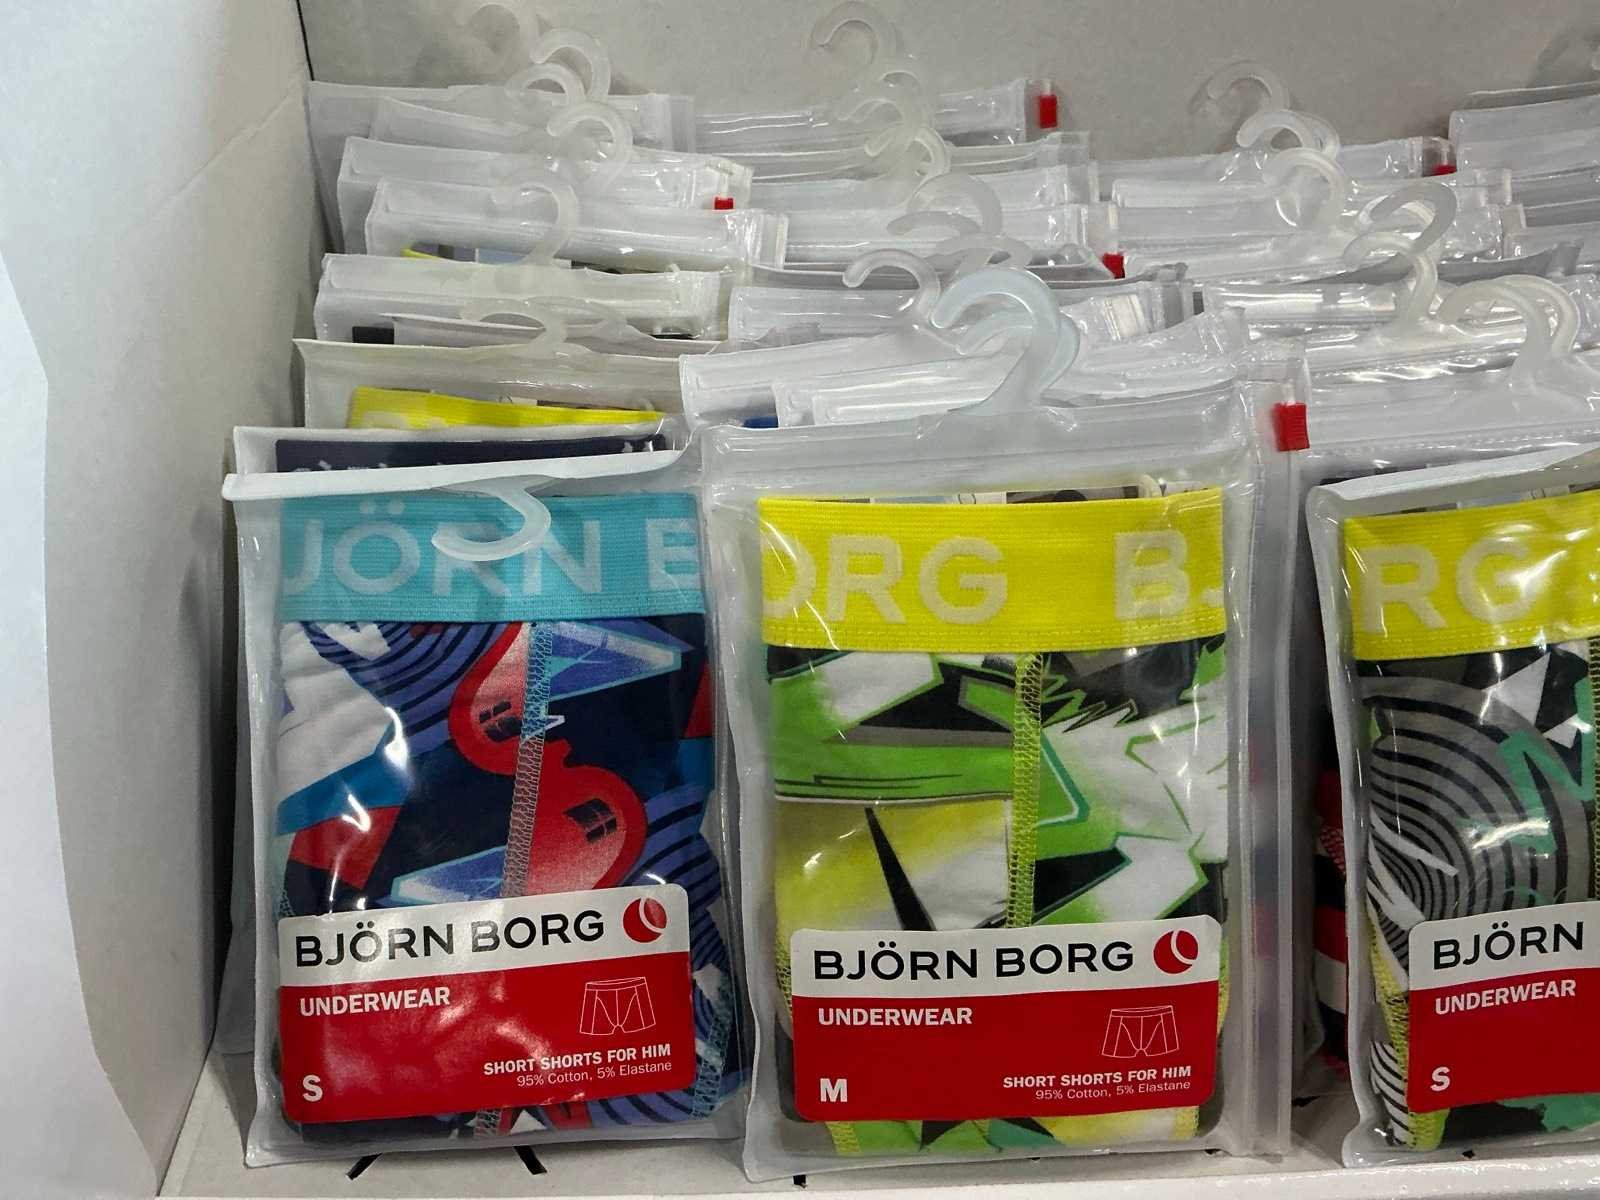 JÖRN B
BJÖRN BORG
UNDERWEAR
SHORT SHORTS FOR HIM
95% Cotton, 5% Elastane
S
ORG BJ
BJÖRN BORG
UNDERWEAR
SHORT SHORTS FOR HIM
95% Cotton, 5% Elastane
M
RG
BJÖRN
UNDERWEAR
S